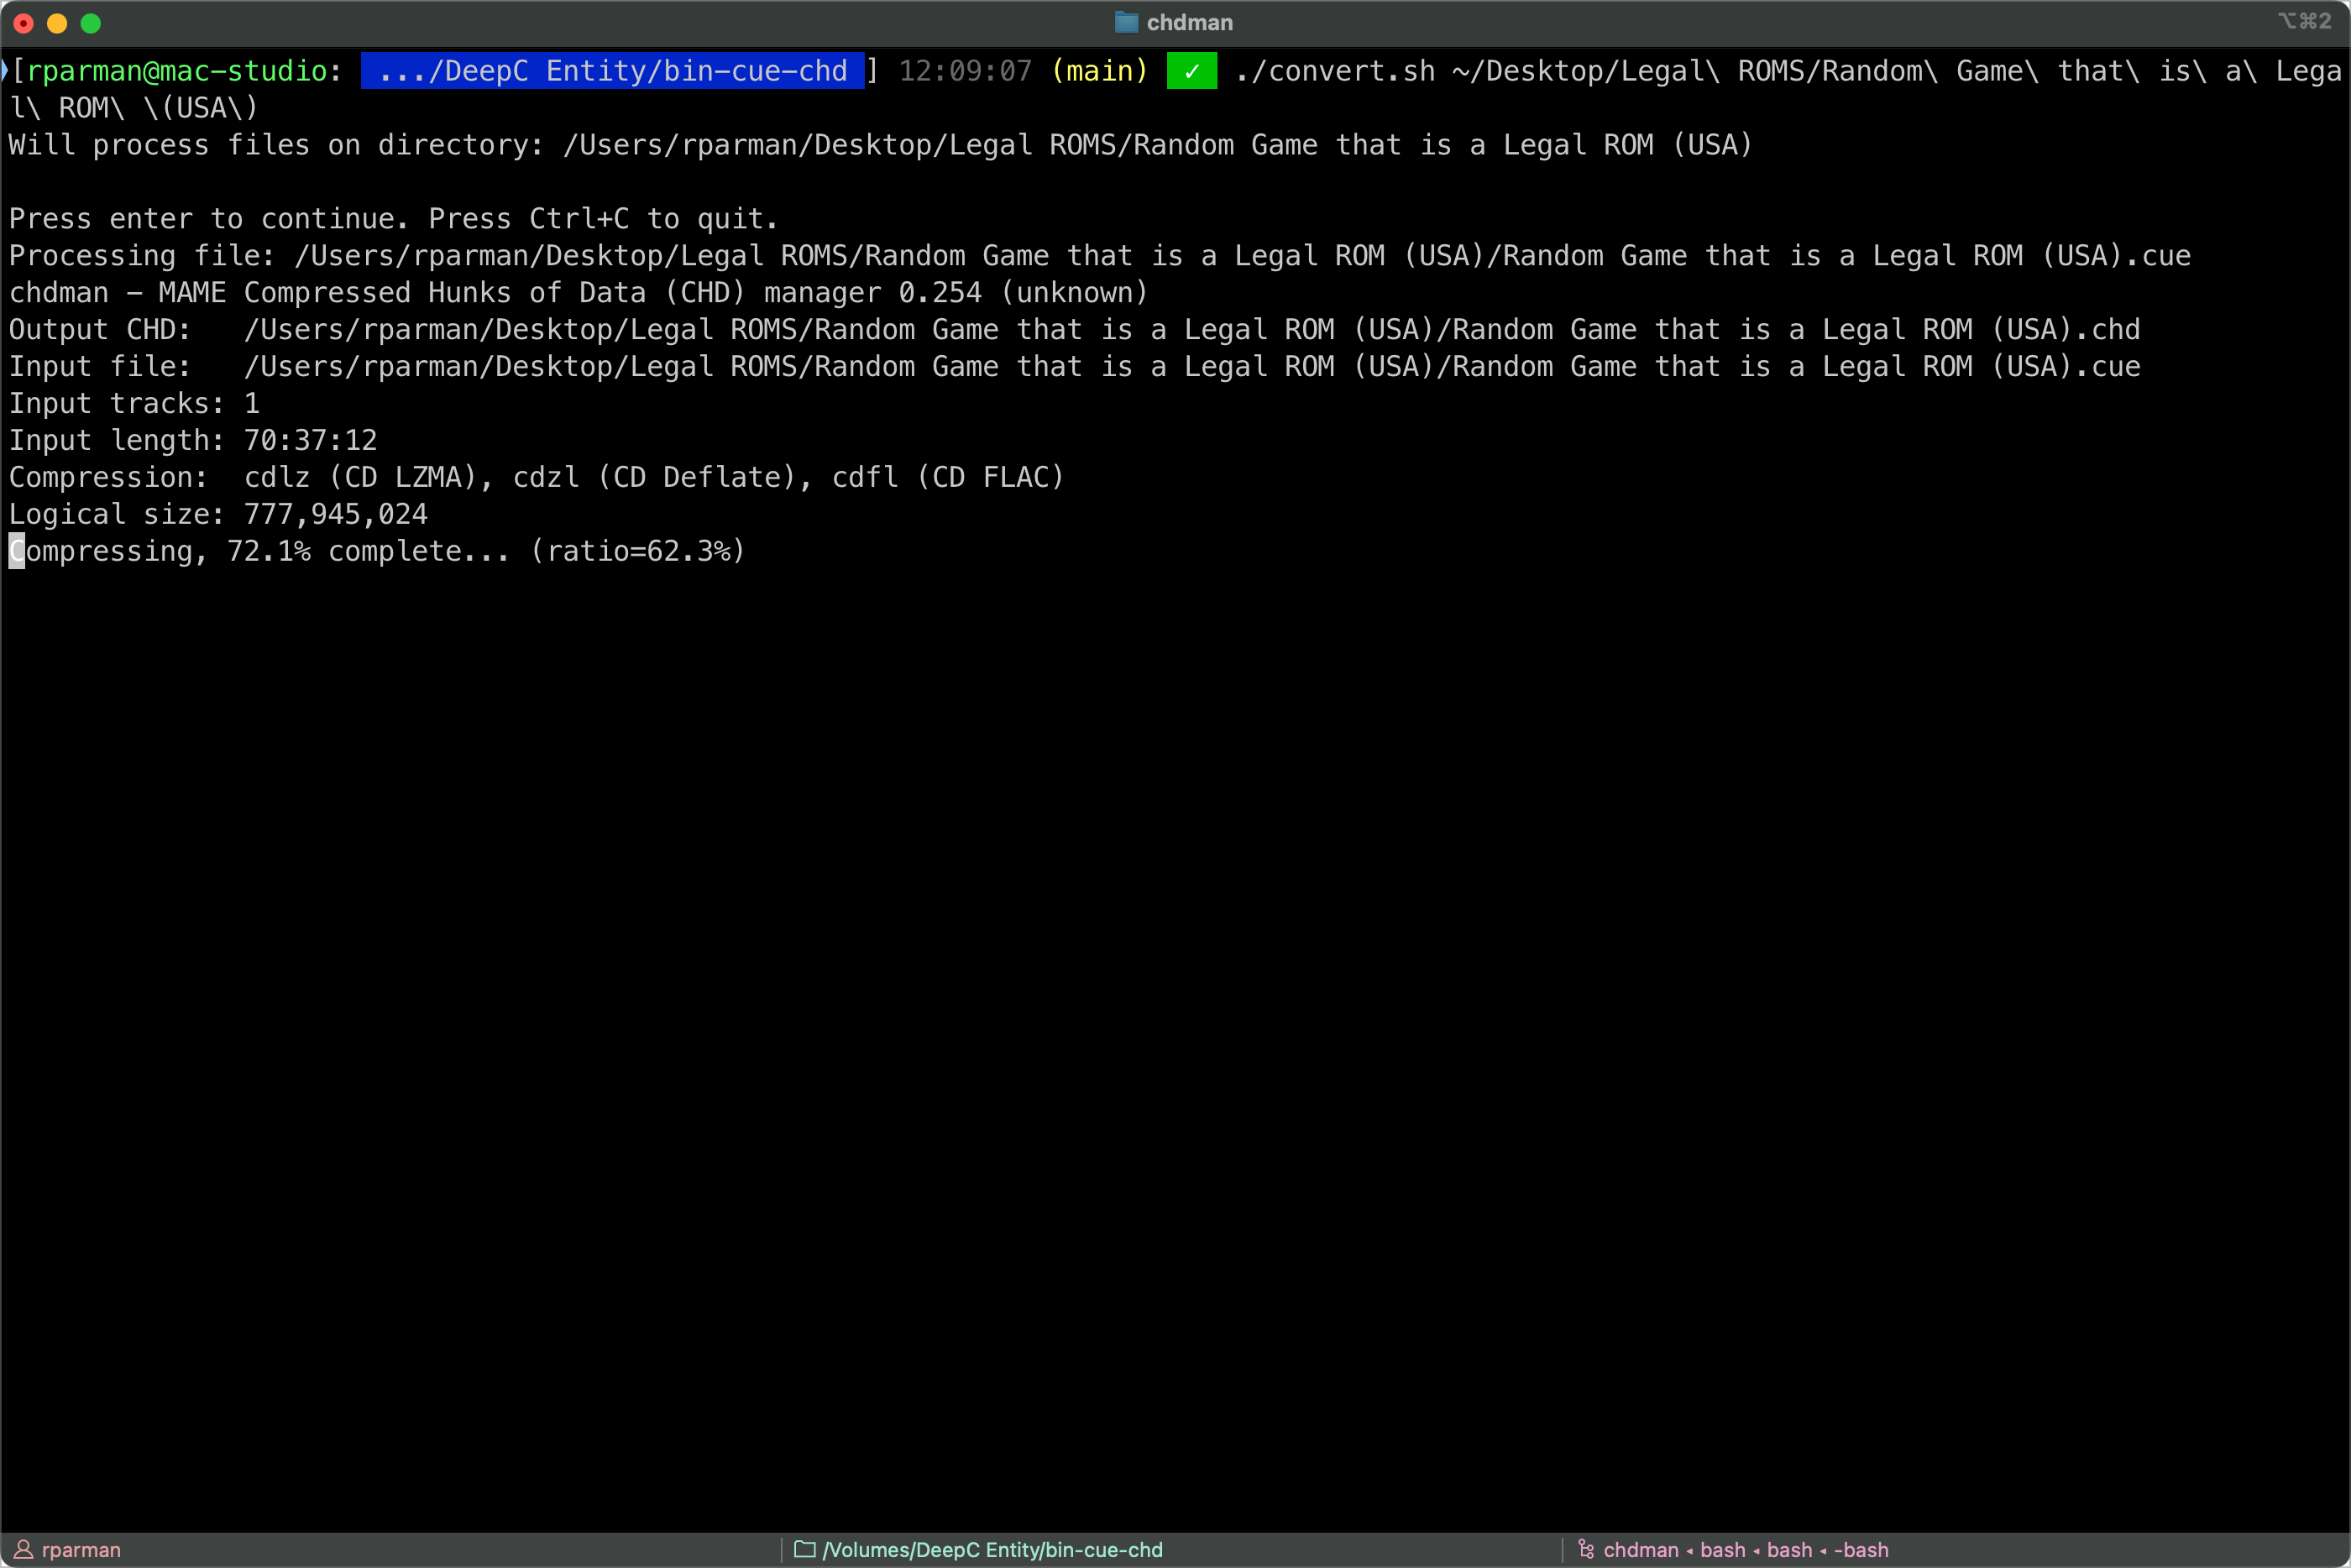 chdman
⌥⌘2
[rparman@mac-studio: .../DeepC Entity/bin-cue-chd ] 12:09:07 (main) ✓ ./convert.sh ~/Desktop/Legal\ ROMS/Random\ Game\ that\ is\ a\ Lega
l\ ROM\ \(USA\)
Will process files on directory: /Users/rparman/Desktop/Legal ROMS/Random Game that is a Legal ROM (USA)
Press enter to continue. Press Ctrl+C to quit.
Processing file: /Users/rparman/Desktop/Legal ROMS/Random Game that is a Legal ROM (USA)/Random Game that is a Legal ROM (USA).cue
chdman - MAME Compressed Hunks of Data (CHD) manager 0.254 (unknown)
Output CHD:   /Users/rparman/Desktop/Legal ROMS/Random Game that is a Legal ROM (USA)/Random Game that is a Legal ROM (USA).chd
Input file:   /Users/rparman/Desktop/Legal ROMS/Random Game that is a Legal ROM (USA)/Random Game that is a Legal ROM (USA).cue
Input tracks: 1
Input length: 70:37:12
Compression:  cdlz (CD LZMA), cdzl (CD Deflate), cdfl (CD FLAC)
Logical size: 777,945,024
Compressing, 72.1% complete... (ratio=62.3%)
rparman
/Volumes/DeepC Entity/bin-cue-chd
chdman ◂ bash ◂ bash ◂ -bash